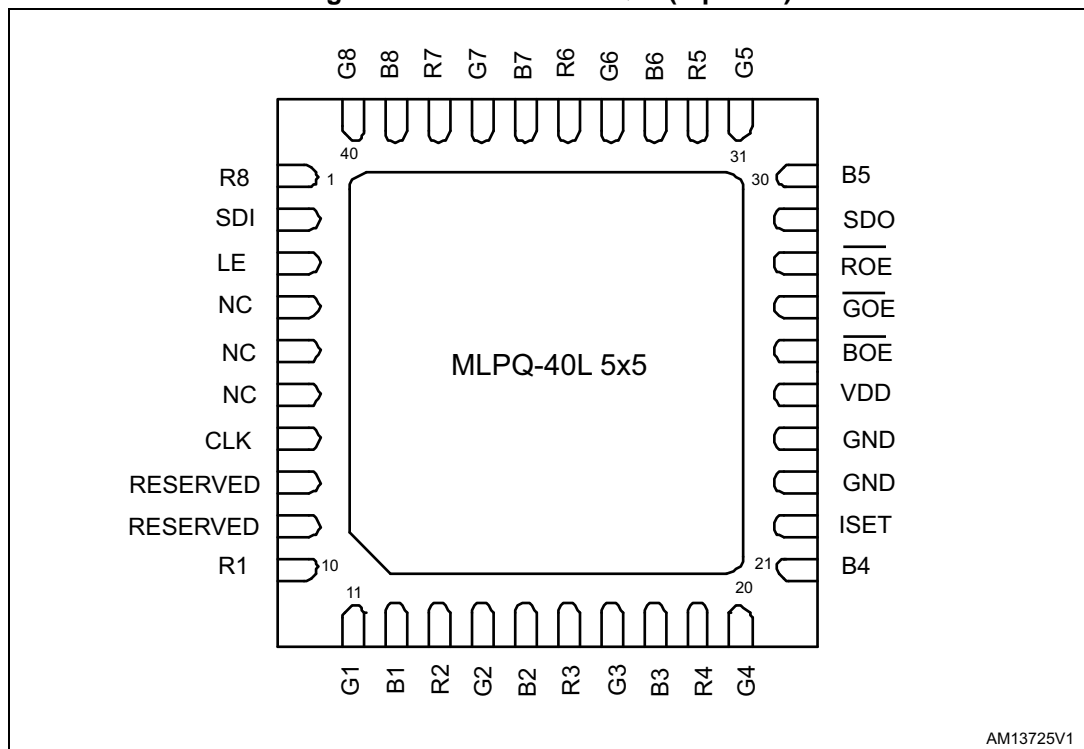 G8 B8 R7 G7 B7 R6 G6 B6 R5 G5
40 31
R8 1 30 B5
SDI SDO
LE ROE
NC GOE
NC BOE
NC VDD
CLK GND
RESERVED GND
RESERVED ISET
R1 10 21 B4
MLPQ-40L 5x5
11 20
G1 B1 R2 G2 B2 R3 G3 B3 R4 G4
AM13725V1